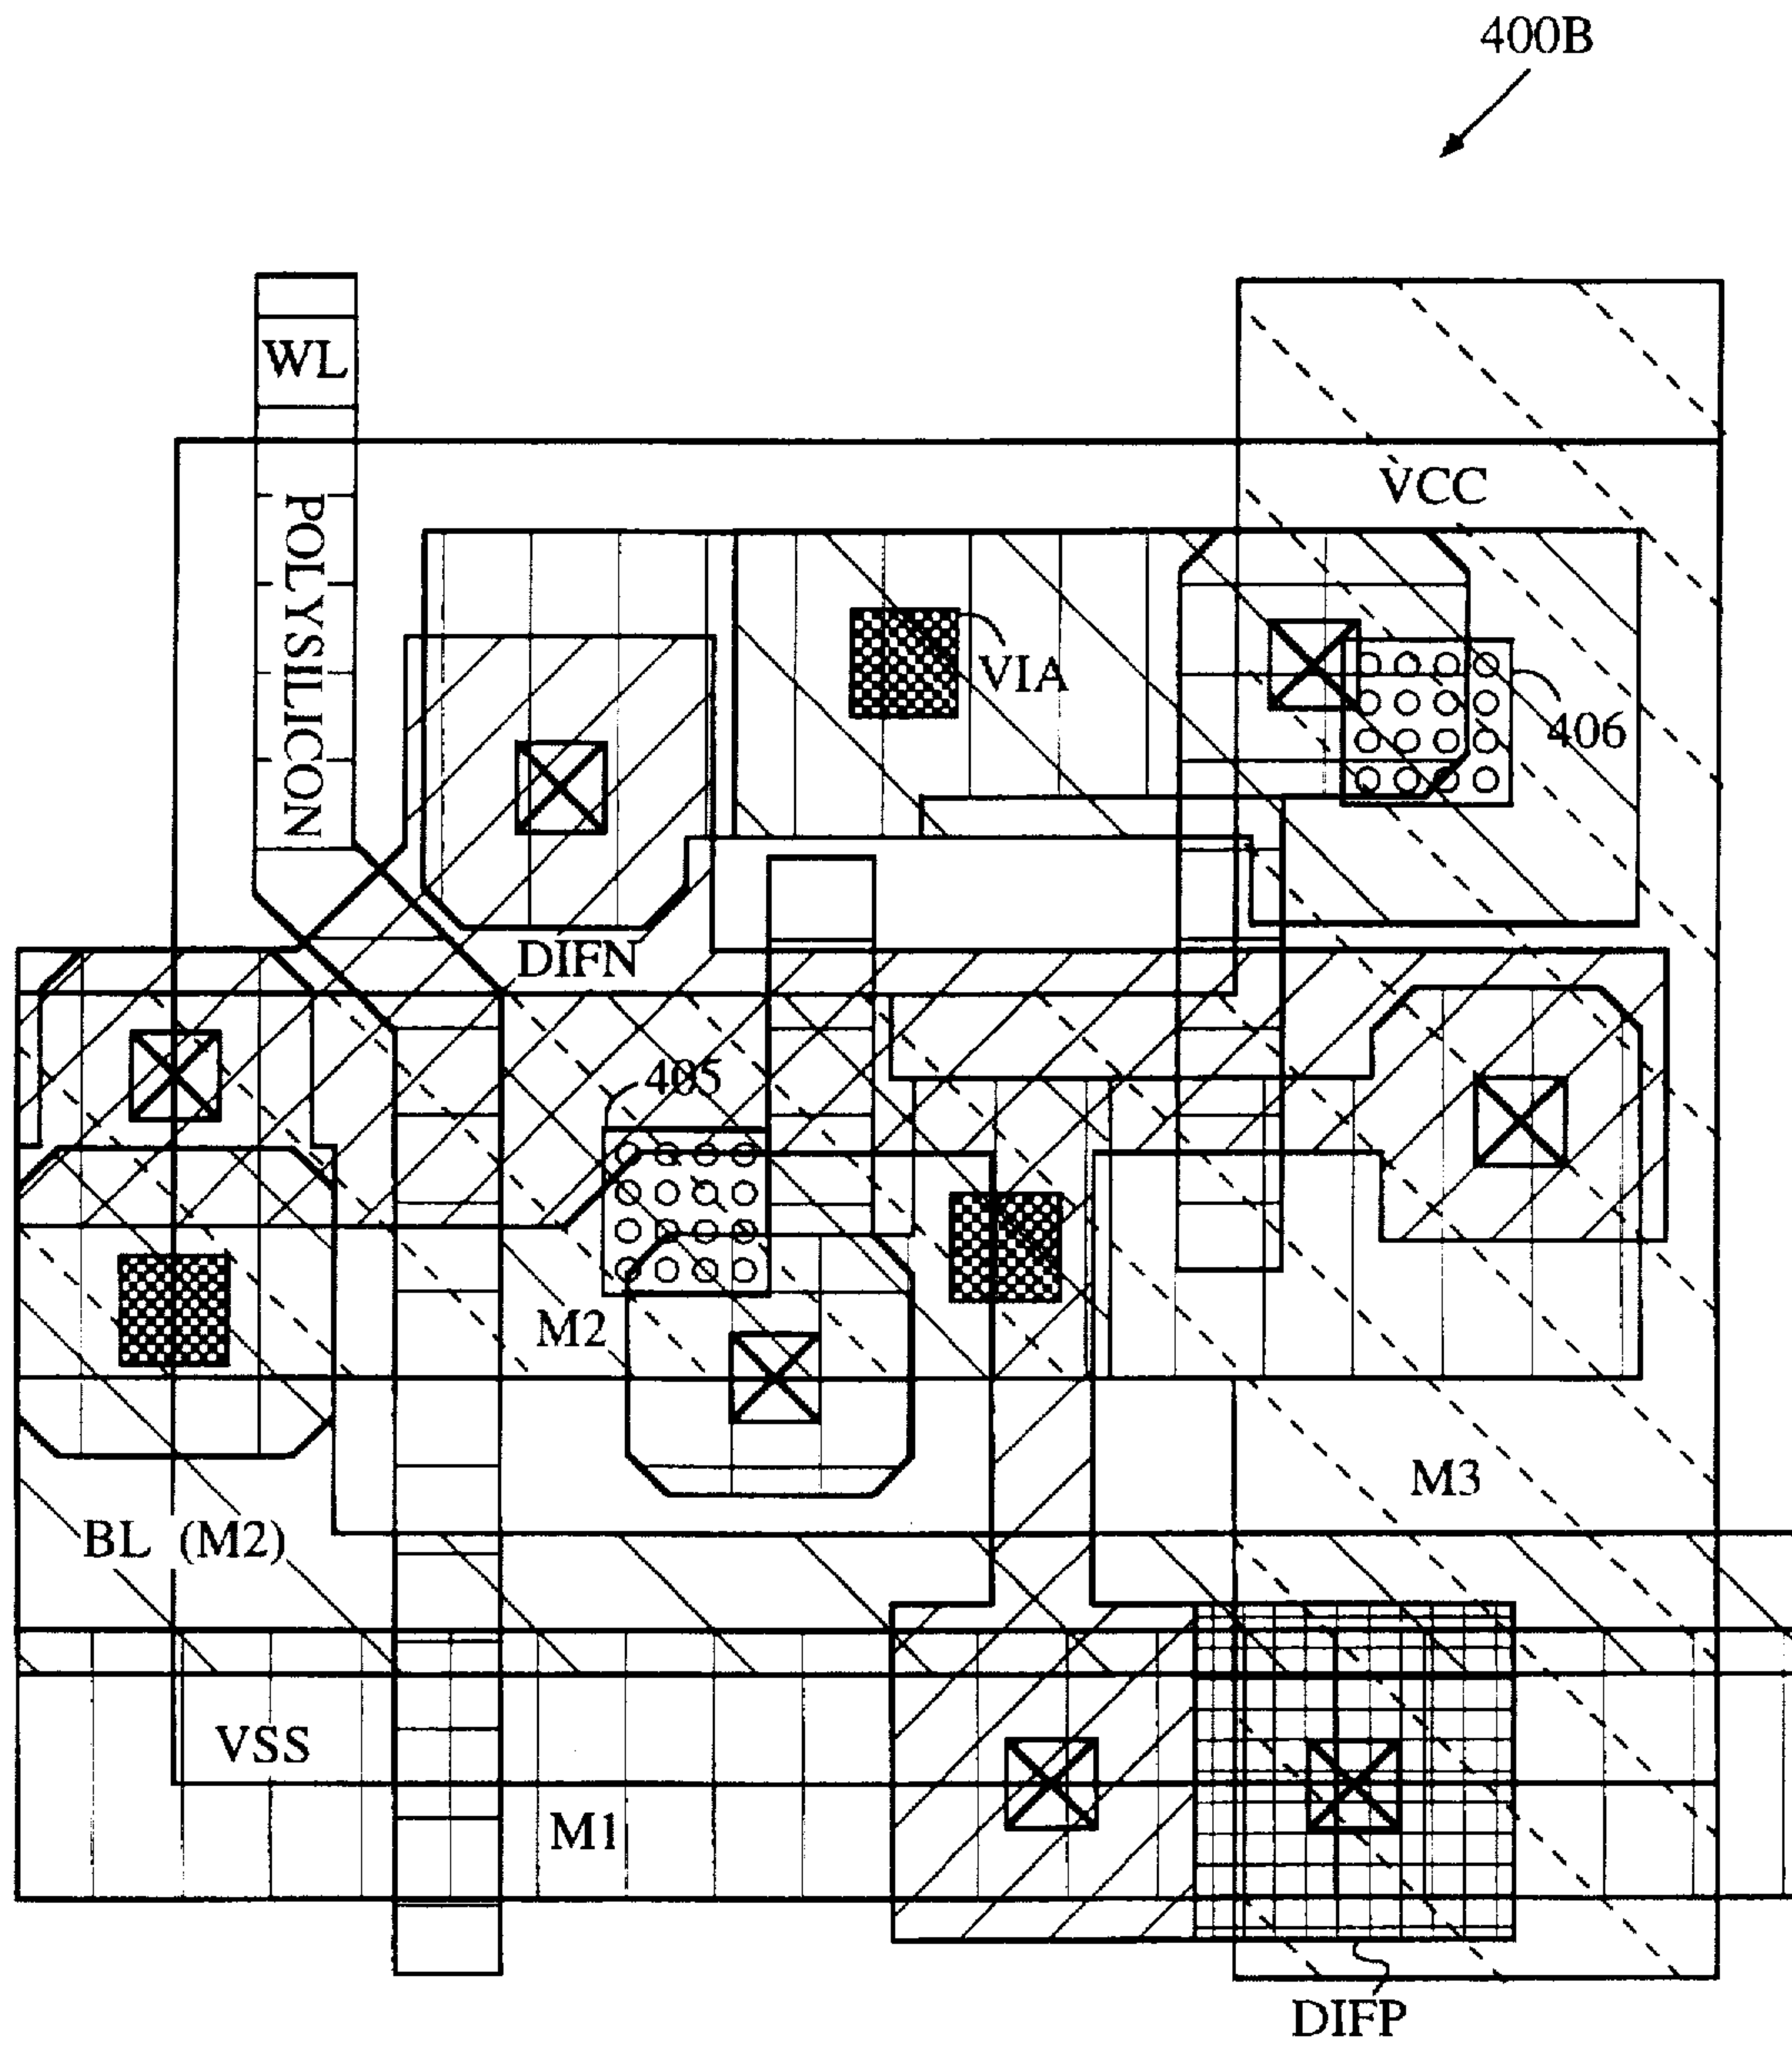 400B
WL
POLYSILICON
VCC
VIA
406
DIFN
405
M2
M3
BL (M2)
VSS
M1
DIFP